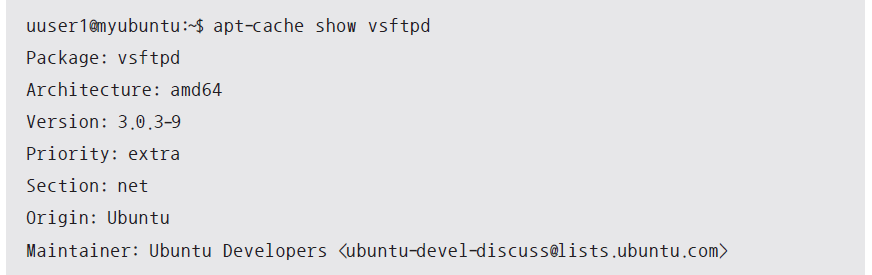 uuser1@myubuntu:~$ apt-cache show vsftpd
Package: vsftpd
Architecture: amd64
Version: 3.0.3-9
Priority: extra
Section: net
Origin: Ubuntu
Maintainer: Ubuntu Developers <ubuntu-devel-discuss@lists.ubuntu.com>